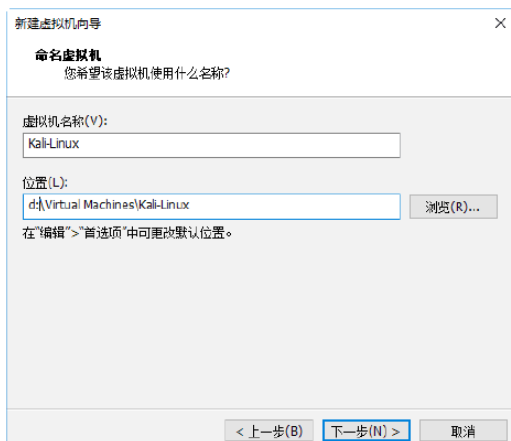 新建虚拟机向导
命名虚拟机
您希望该虚拟机使用什么名称?
虚拟机名称(V):
Kali-Linux
位置(L):
d:\Virtual Machines\Kali-Linux
浏览(R)...
在"编辑">"首选项"中可更改默认位置。
< 上一步(B)
下一步(N) >
取消